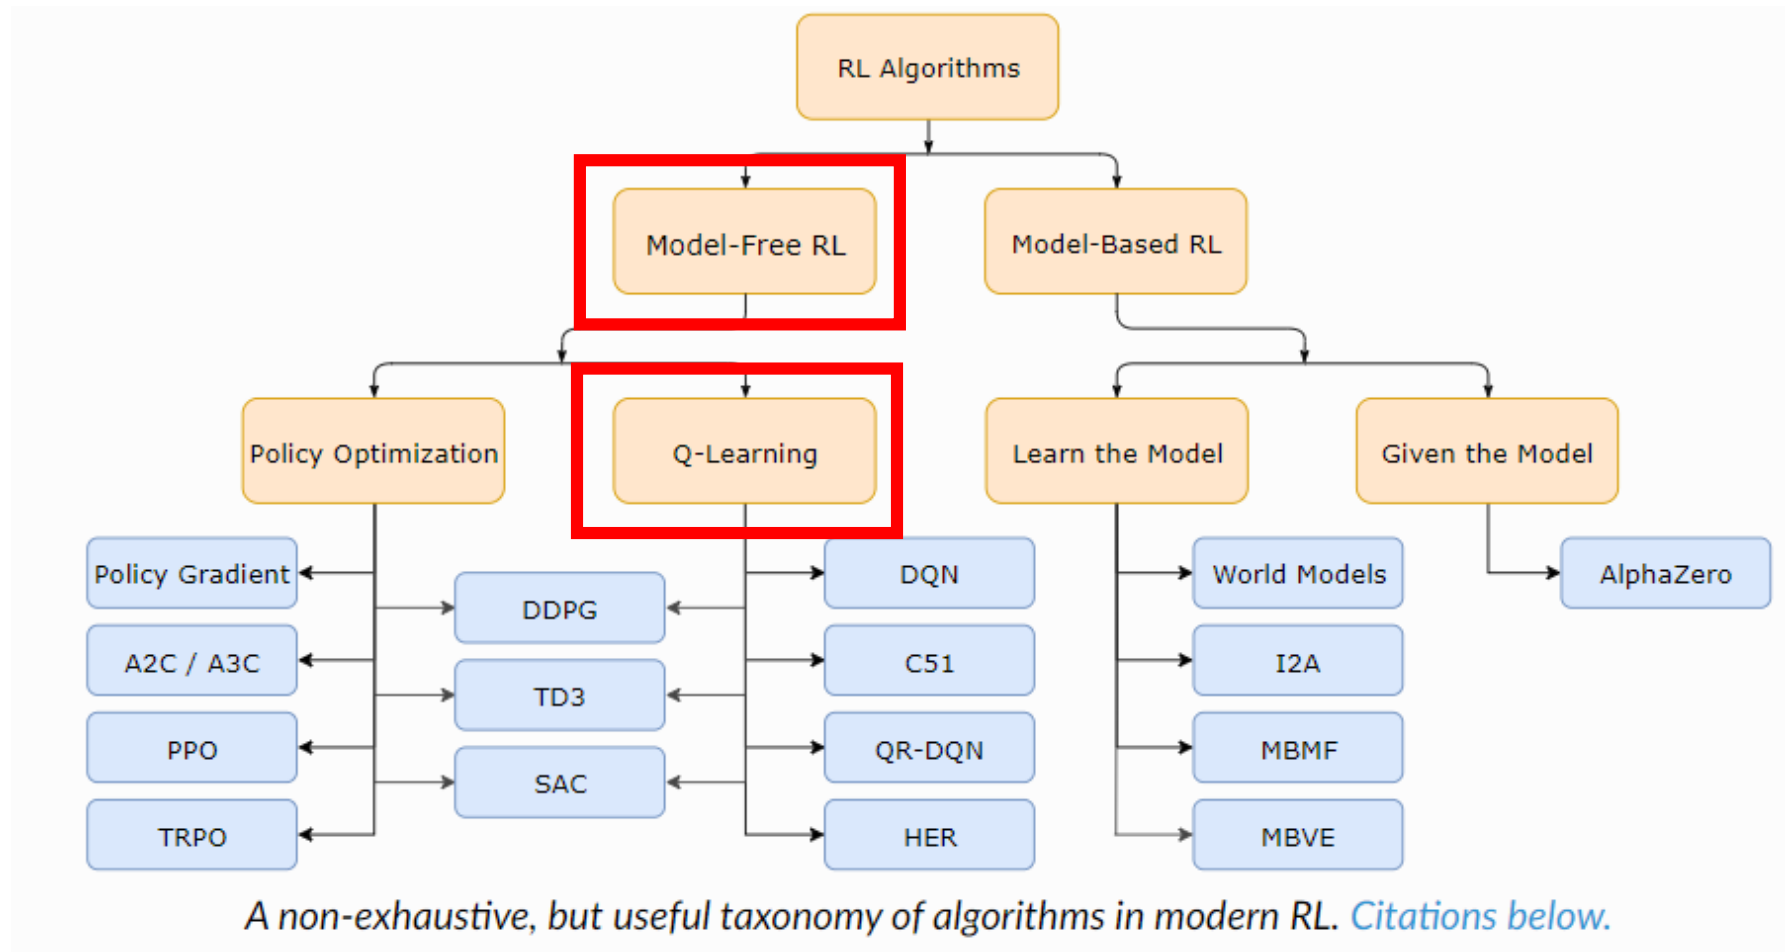 RL Algorithms
Model-Free RL
Model-Based RL
Policy Optimization
Q-Learning
Learn the Model
Given the Model
Policy Gradient
DDPG
DQN
World Models
AlphaZero
A2C / A3C
TD3
C51
I2A
PPO
SAC
QR-DQN
MBMF
TRPO
HER
MBVE
A non-exhaustive, but useful taxonomy of algorithms in modern RL. Citations below.